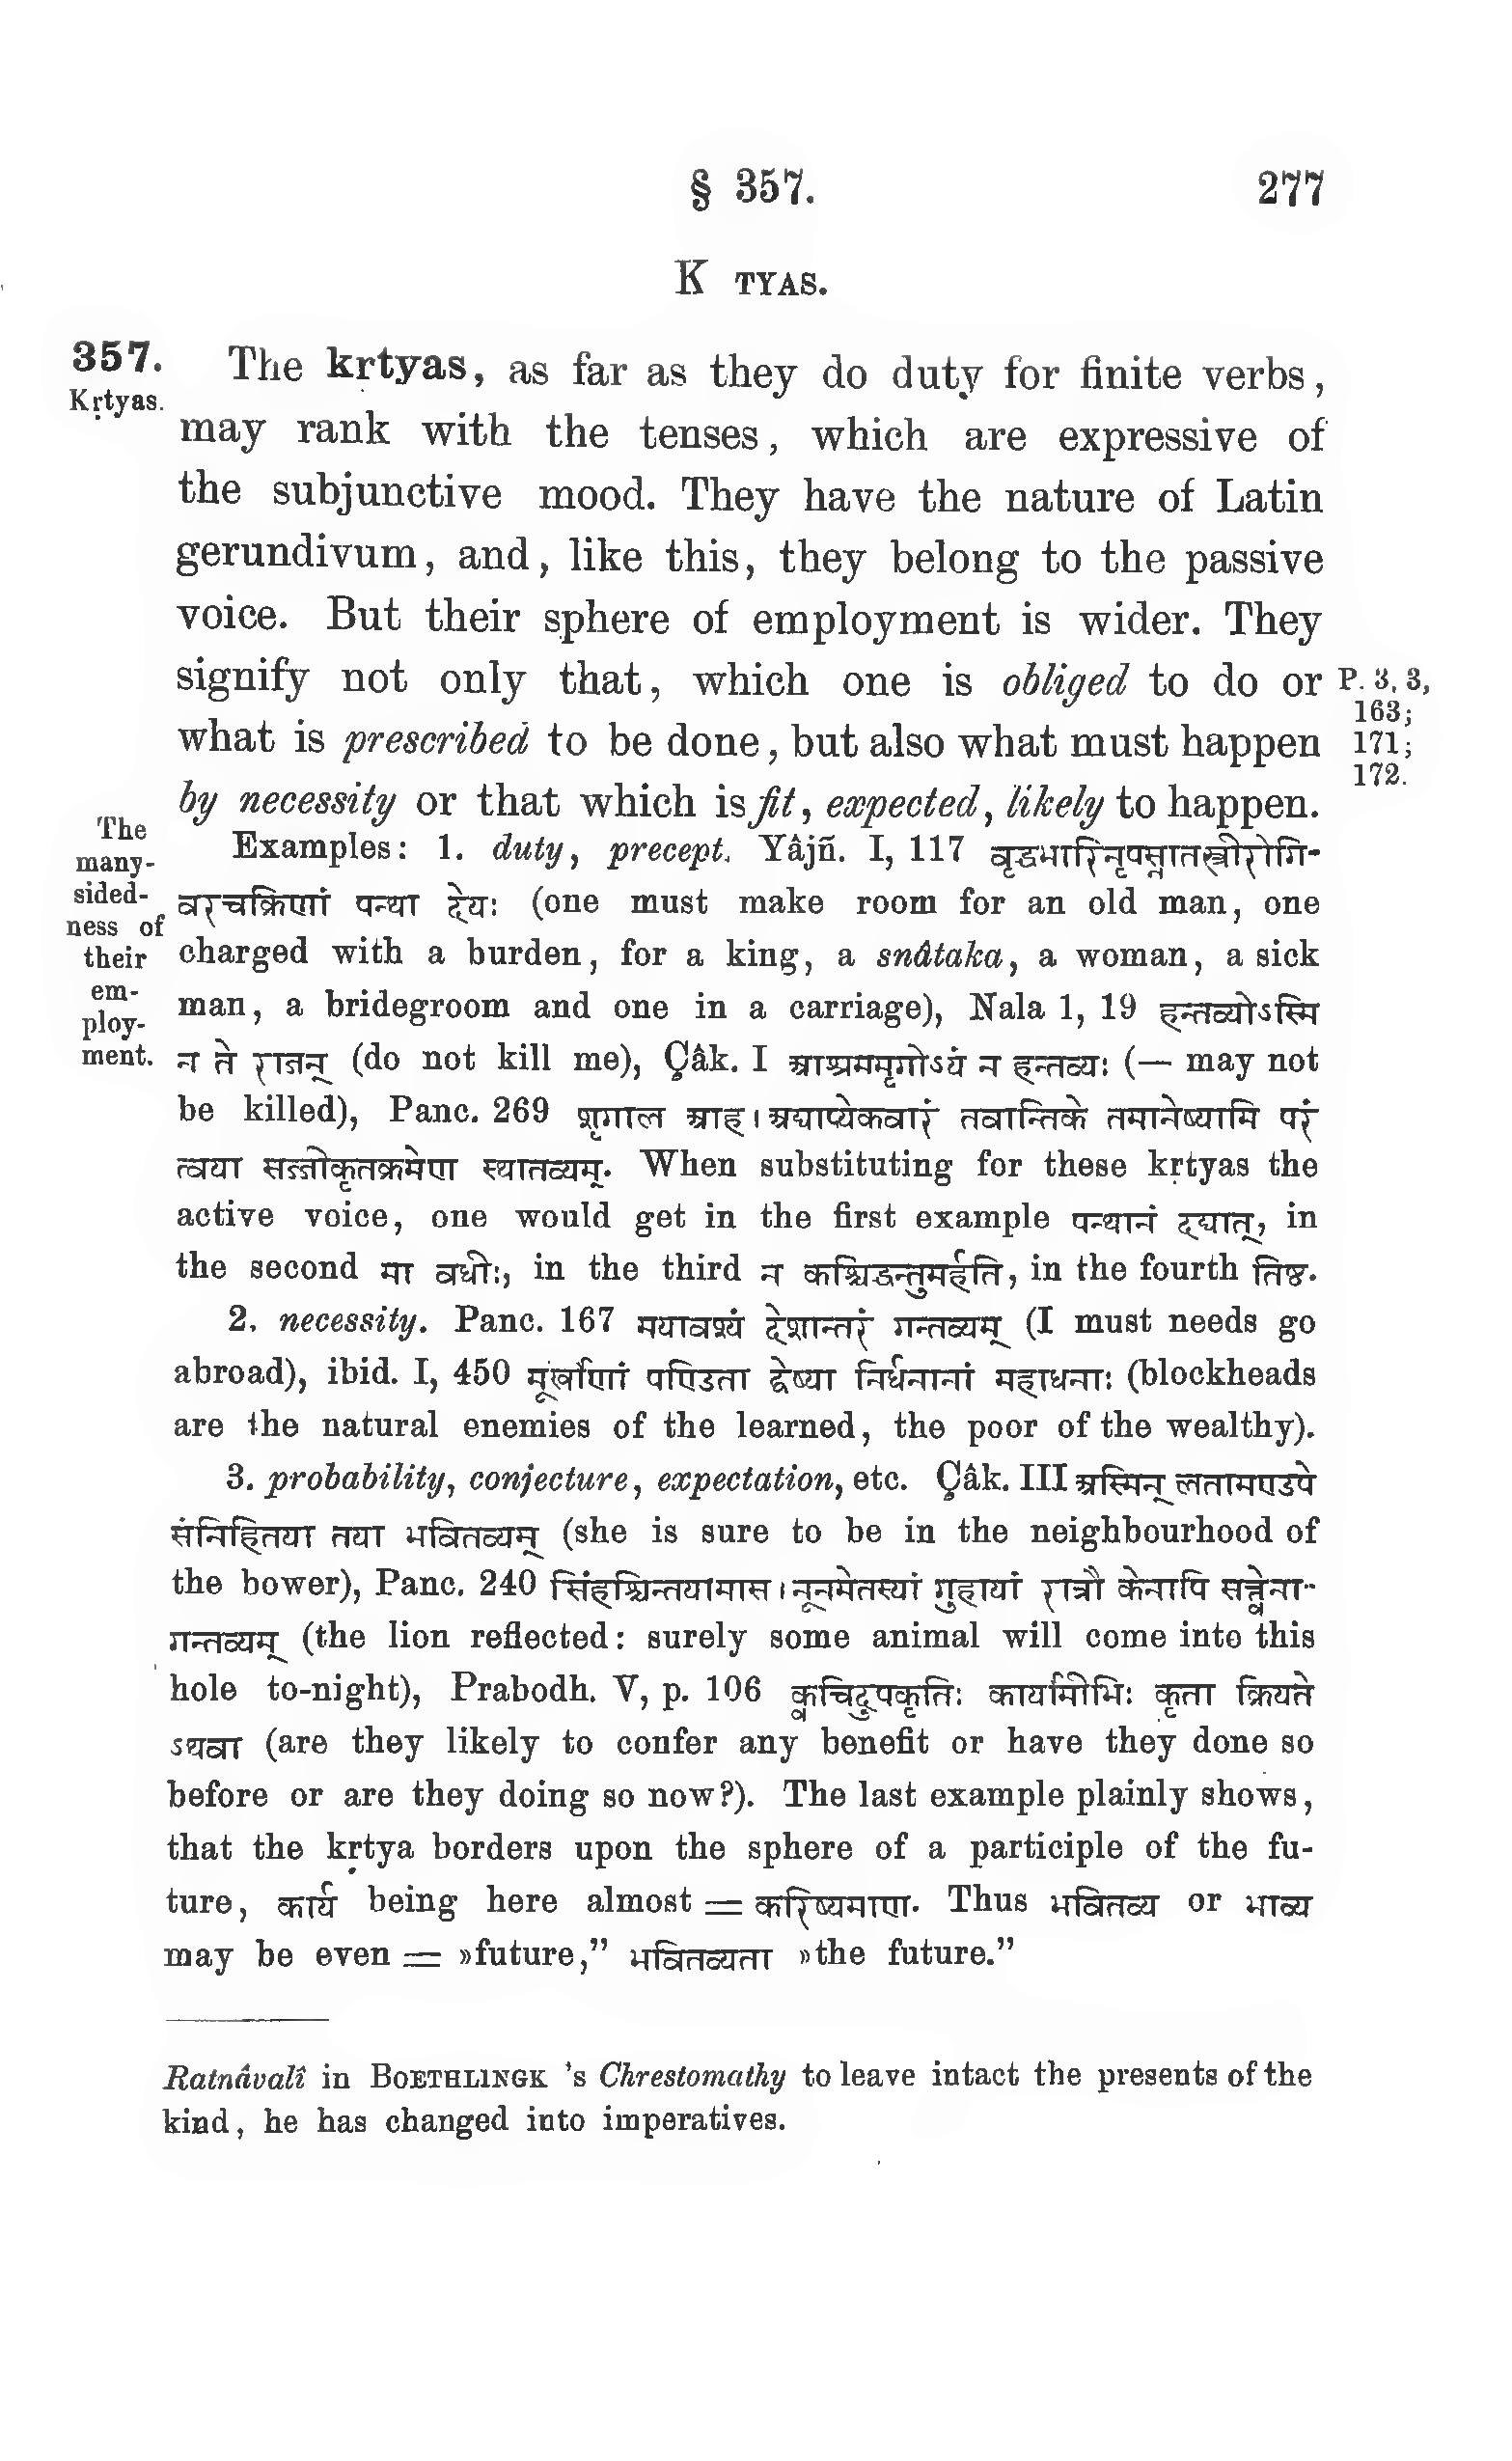 § 357. 277
K TYAS.
357. The krtyas, as far as they do duty for finite verbs,
Kṛtyas.
may rank with the tenses, which are expressive of
the subjunctive mood. They have the nature of Latin
gerundivum, and, like this, they belong to the passive
voice. But their sphere of employment is wider. They
signify not only that, which one is obliged to do or
P. 3, 3,
163;
171;
172.
what is prescribed to be done, but also what must happen
by necessity or that which is fit, expected, likely to happen.
The
many-
sided-
ness of
their
em-
ploy-
ment.
Examples: 1. duty, precept. Yâjñ. I, 117 वृद्धभारिनृपस्नातस्त्रीरोगि-
वरचक्रिणां पन्था देयः (one must make room for an old man, one
charged with a burden, for a king, a snâtaka, a woman, a sick
man, a bridegroom and one in a carriage), Nala 1, 19 हन्तव्योऽस्मि
न ते राजन् (do not kill me), Çâk. I आश्रममृगोऽयं न हन्तव्यः (— may not
be killed), Panc. 269 शृगाल आह । अद्याप्येकवारं तवान्तिके तमानेष्यामि परं
त्वया सज्जीकृतक्रमेण स्थातव्यम्. When substituting for these kṛtyas the
active voice, one would get in the first example पन्थानं दद्यात्, in
the second मा वधीः, in the third न कश्चिद्धन्तुमर्हति, in the fourth तिष्ठ.
2. necessity. Panc. 167 मयावश्यं देशान्तरं गन्तव्यम् (I must needs go
abroad), ibid. I, 450 मूर्खाणां पण्डिता द्वेष्या निर्धनानां महाधनाः (blockheads
are the natural enemies of the learned, the poor of the wealthy).
3. probability, conjecture, expectation, etc. Çâk. III अस्मिन् लतामण्डपे
संनिहितया तया भवितव्यम् (she is sure to be in the neighbourhood of
the bower), Panc. 240 सिंहश्चिन्तयामास । नूनमेतस्यां गुहायां रात्रौ केनापि सत्त्वेना-
गन्तव्यम् (the lion reflected: surely some animal will come into this
hole to-night), Prabodh. V, p. 106 क्वचिदुपकृतिः कार्यामीभिः कृता क्रियते
ऽथवा (are they likely to confer any benefit or have they done so
before or are they doing so now?). The last example plainly shows,
that the kṛtya borders upon the sphere of a participle of the fu-
ture, कार्य being here almost = करिष्यमाण. Thus भवितव्य or भाव्य
may be even = »future,” भवितव्यता »the future.”
Ratnâvalî in BOETHLINGK 's Chrestomathy to leave intact the presents of the
kind, he has changed into imperatives.